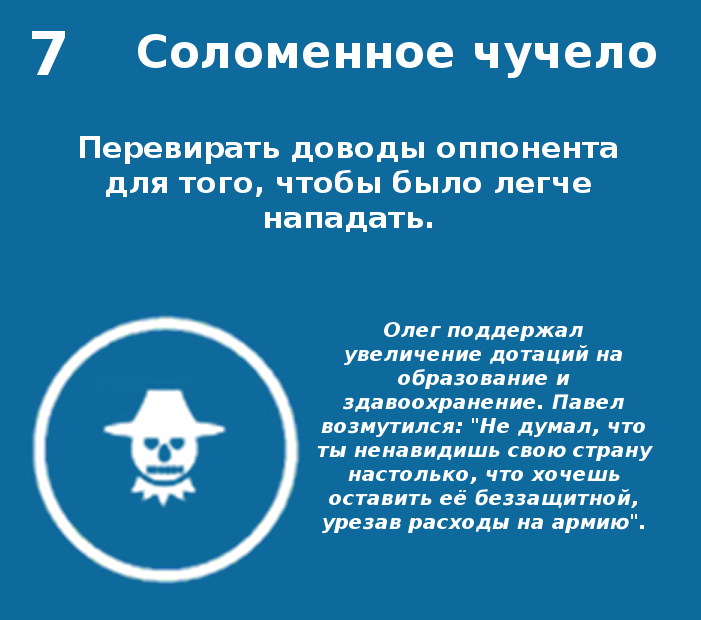 7 Соломенное чучело
Перевирать доводы оппонента
для того, чтобы было легче
нападать.
Олег поддержал
увеличение дотаций на
образование и
здавоохранение. Павел
возмутился: "Не думал, что
ты ненавидишь свою страну
настолько, что хочешь
оставить её беззащитной,
урезав расходы на армию".